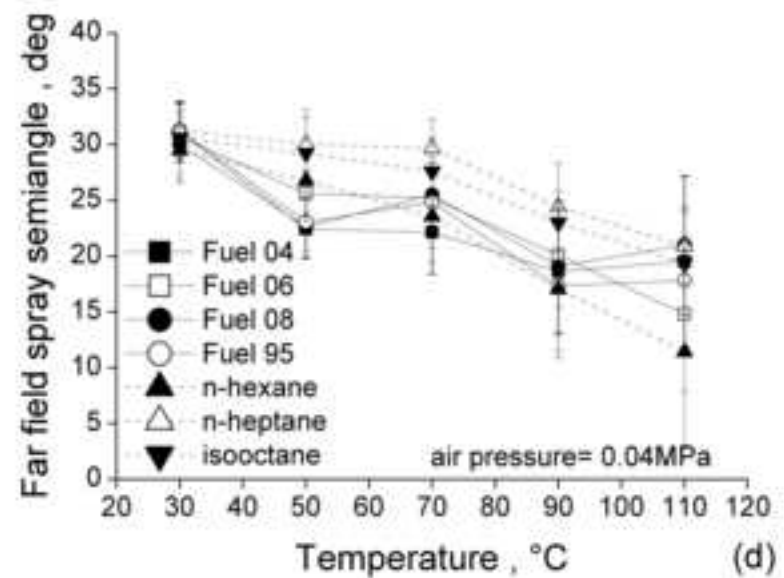 40
35
30
25
20
15
10
5
0
Far field spray semiangle , deg
Fuel 04
Fuel 06
Fuel 08
Fuel 95
n-hexane
n-heptane
isooctane
air pressure= 0.04MPa
20 30 40 50 60 70 80 90 100 110 120
Temperature , °C
(d)